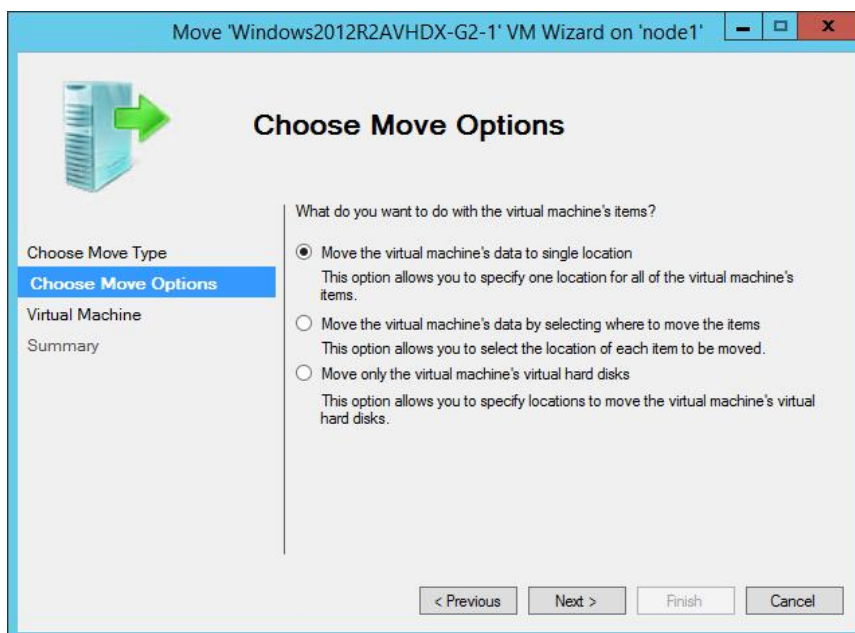 Move 'Windows2012R2AVHDX-G2-1' VM Wizard on 'node1'
Choose Move Options
What do you want to do with the virtual machine's items?
Choose Move Type
Choose Move Options
Virtual Machine
Summary
Move the virtual machine's data to single location
This option allows you to specify one location for all of the virtual machine's
items.
Move the virtual machine's data by selecting where to move the items
This option allows you to select the location of each item to be moved.
Move only the virtual machine's virtual hard disks
This option allows you to specify locations to move the virtual machine's virtual
hard disks.
< Previous
Next >
Finish
Cancel